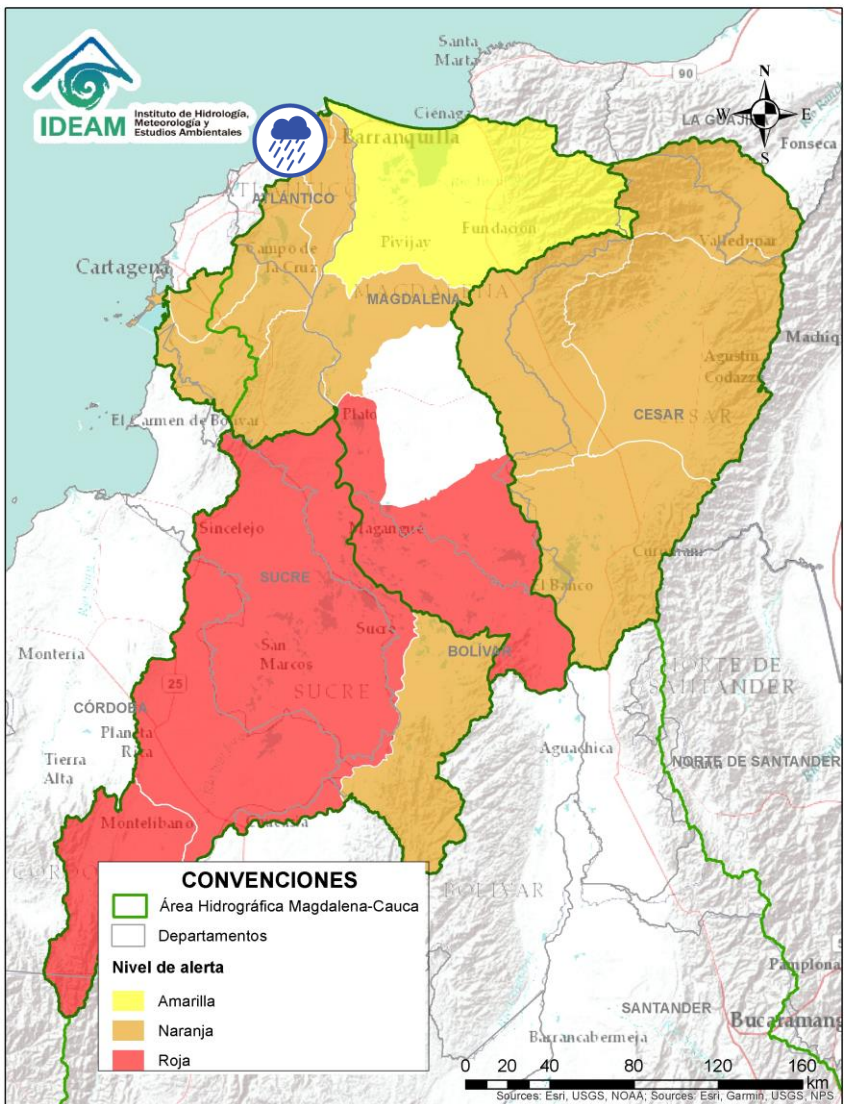 IDEAM
Instituto de Hidrología,
Meteorología y
Estudios Ambientales
Santa
Marta
90
N
W
E
S
LA GUAJI
Fonseca
Ciénaga
Barranquilla
ATLÁNTICO
Pivijay
Fundación
Valledupar
Cartagena
Campo de
la Cruz
MAGDALENA
Agustín
Codazzi
CESAR
El Carmen de Bolívar
Plato
Sincelejo
Magangué
SUCRE
El Banco
Sucre
San
Marcos
BOLÍVAR
SUCRE
Montería
25
CÓRDOBA
Planeta
Rica
Tierra
Alta
NORTE DE
SANTANDER
Aguachica
NORTE DE SANTANDER
Montelíbano
BOLÍVAR
Pamplona
SANTANDER
Bucaramang
Barrancabermeja
CONVENCIONES
Área Hidrográfica Magdalena-Cauca
Departamentos
Nivel de alerta
Amarilla
Naranja
Roja
0 20 40 80 120 160
km
Sources: Esri, USGS, NOAA; Sources: Esri, Garmin, USGS, NPS